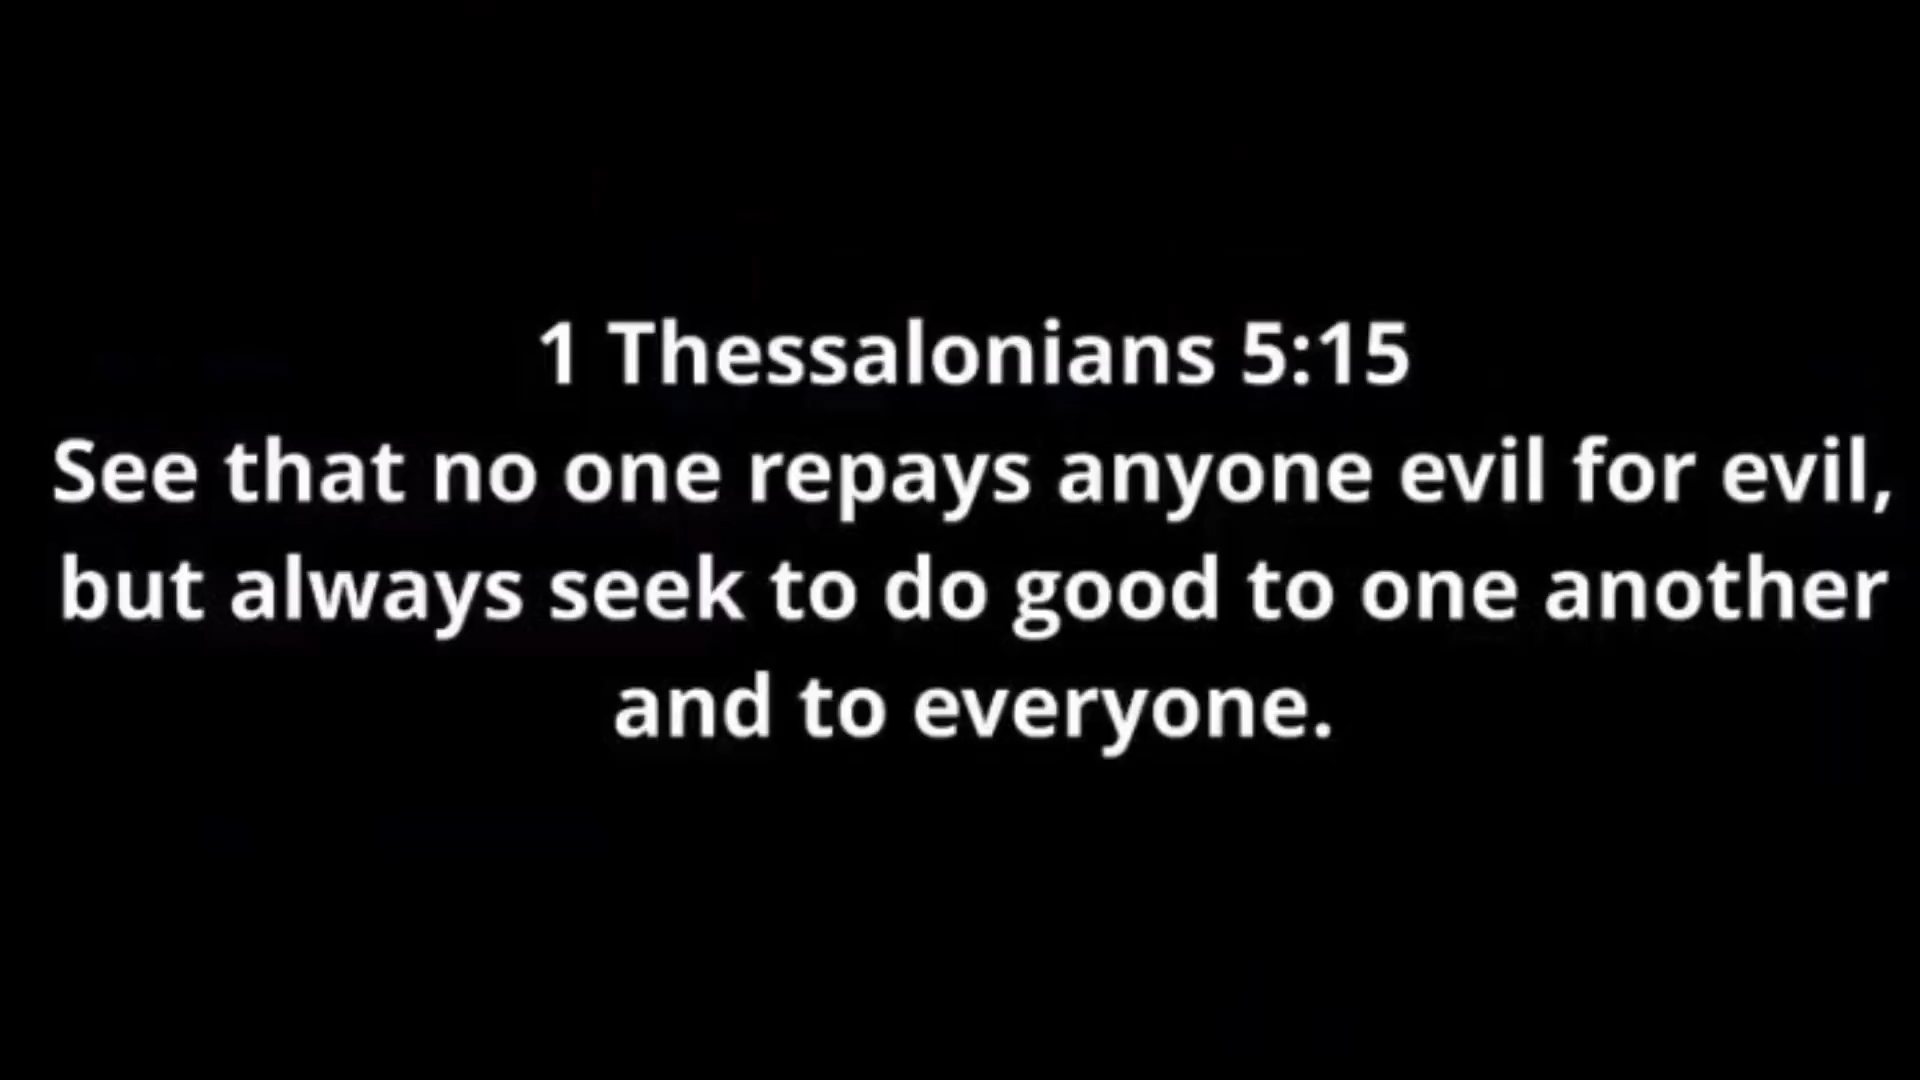 1 Thessalonians 5:15
See that no one repays anyone evil for evil,
but always seek to do good to one another
and to everyone.